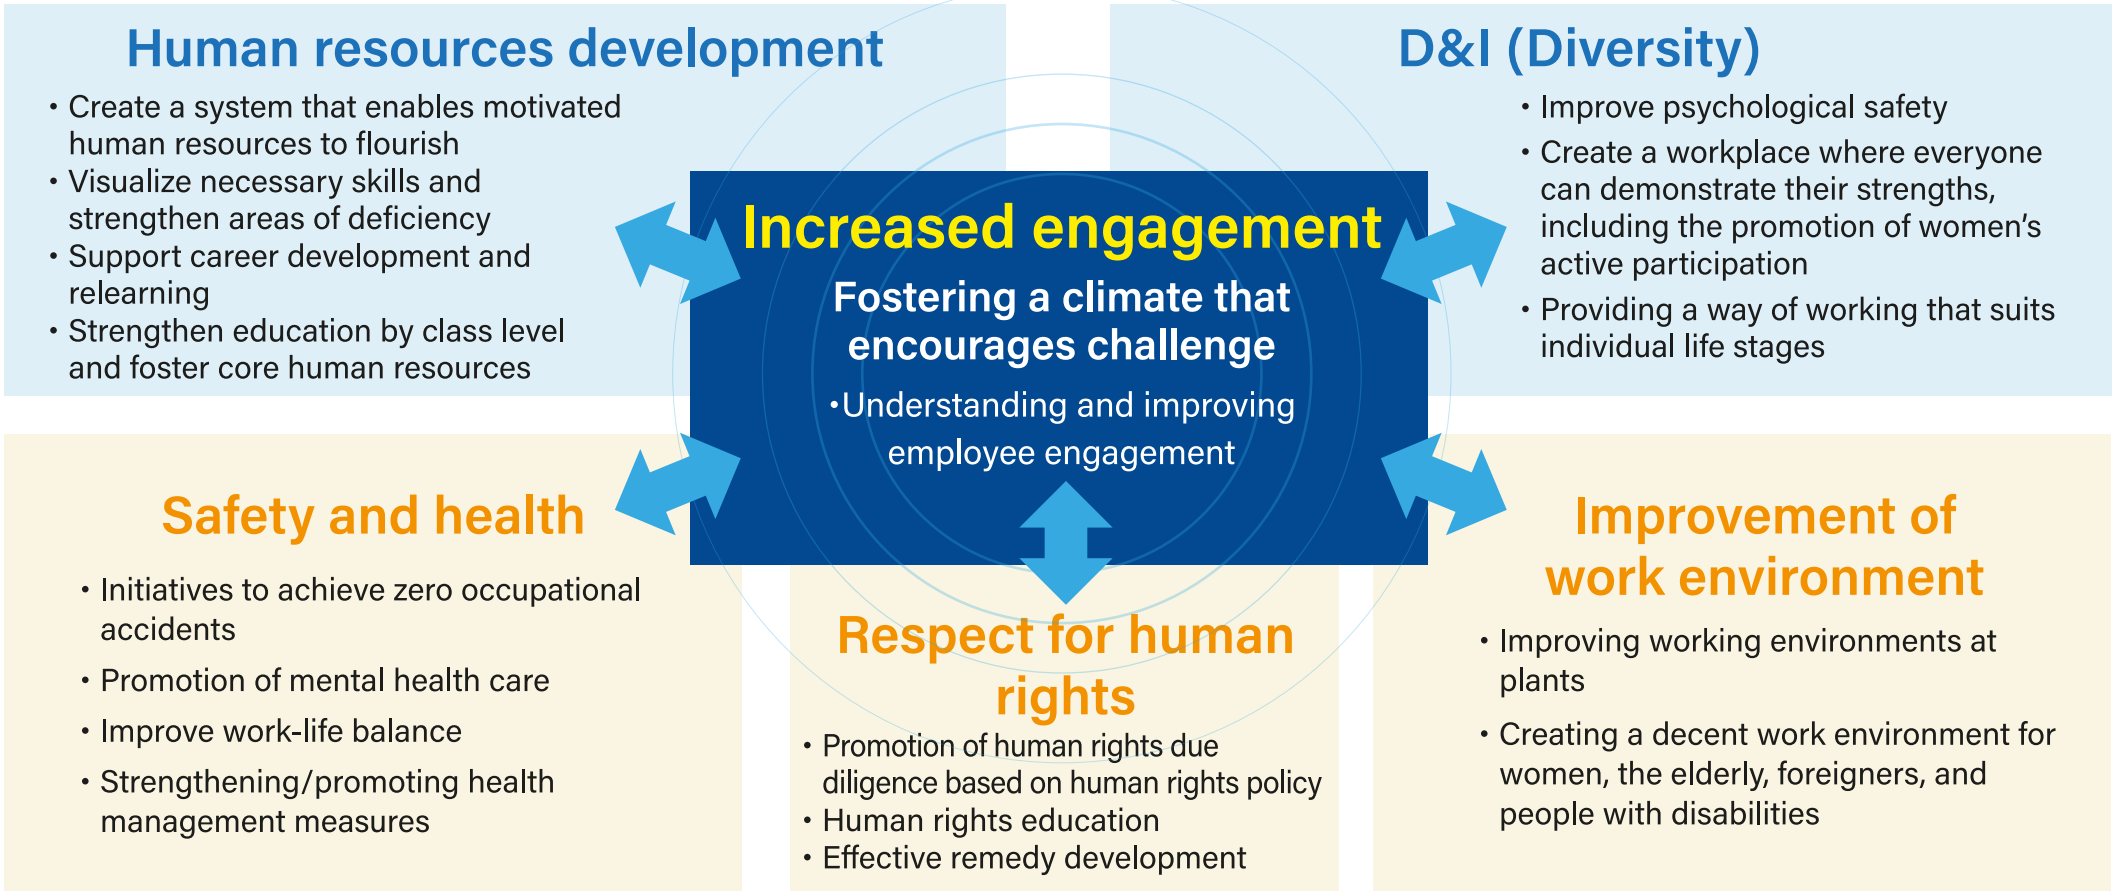 Human resources development
・Create a system that enables motivated
human resources to flourish
・Visualize necessary skills and
strengthen areas of deficiency
・Support career development and
relearning
・Strengthen education by class level
and foster core human resources
D&I (Diversity)
・Improve psychological safety
・Create a workplace where everyone
can demonstrate their strengths,
including the promotion of women’s
active participation
・Providing a way of working that suits
individual life stages
Increased engagement
Fostering a climate that
encourages challenge
・Understanding and improving
employee engagement
Safety and health
・Initiatives to achieve zero occupational
accidents
・Promotion of mental health care
・Improve work-life balance
・Strengthening/promoting health
management measures
Respect for human
rights
・Promotion of human rights due
diligence based on human rights policy
・Human rights education
・Effective remedy development
Improvement of
work environment
・Improving working environments at
plants
・Creating a decent work environment for
women, the elderly, foreigners, and
people with disabilities